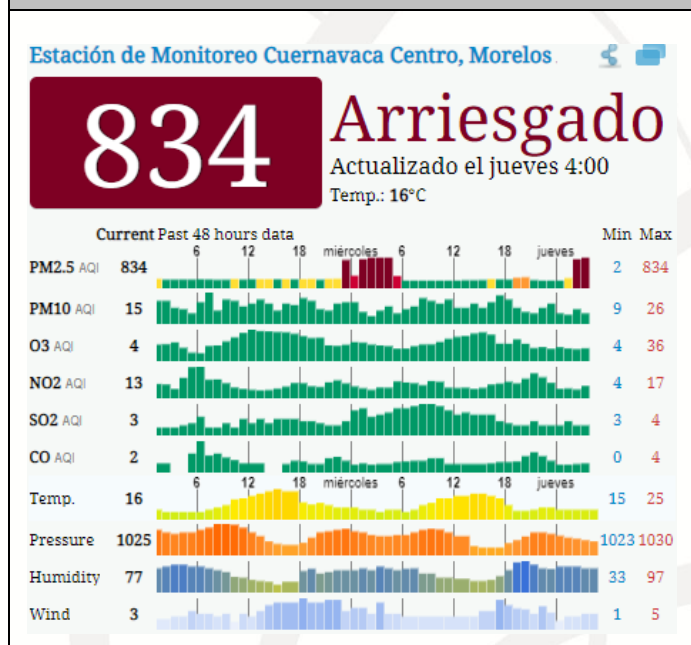 Estación de Monitoreo Cuernavaca Centro, Morelos.
834
Arriesgado
Actualizado el jueves 4:00
Temp.: 16°C
Current Past 48 hours data Min Max
6 12 18 miércoles 6 12 18 jueves
PM2.5 AQI 834 2 834
PM10 AQI 15 9 26
O3 AQI 4 4 36
NO2 AQI 13 4 17
SO2 AQI 3 3 4
CO AQI 2 0 4
6 12 18 miércoles 6 12 18 jueves
Temp. 16 15 25
Pressure 1025 1023 1030
Humidity 77 33 97
Wind 3 1 5